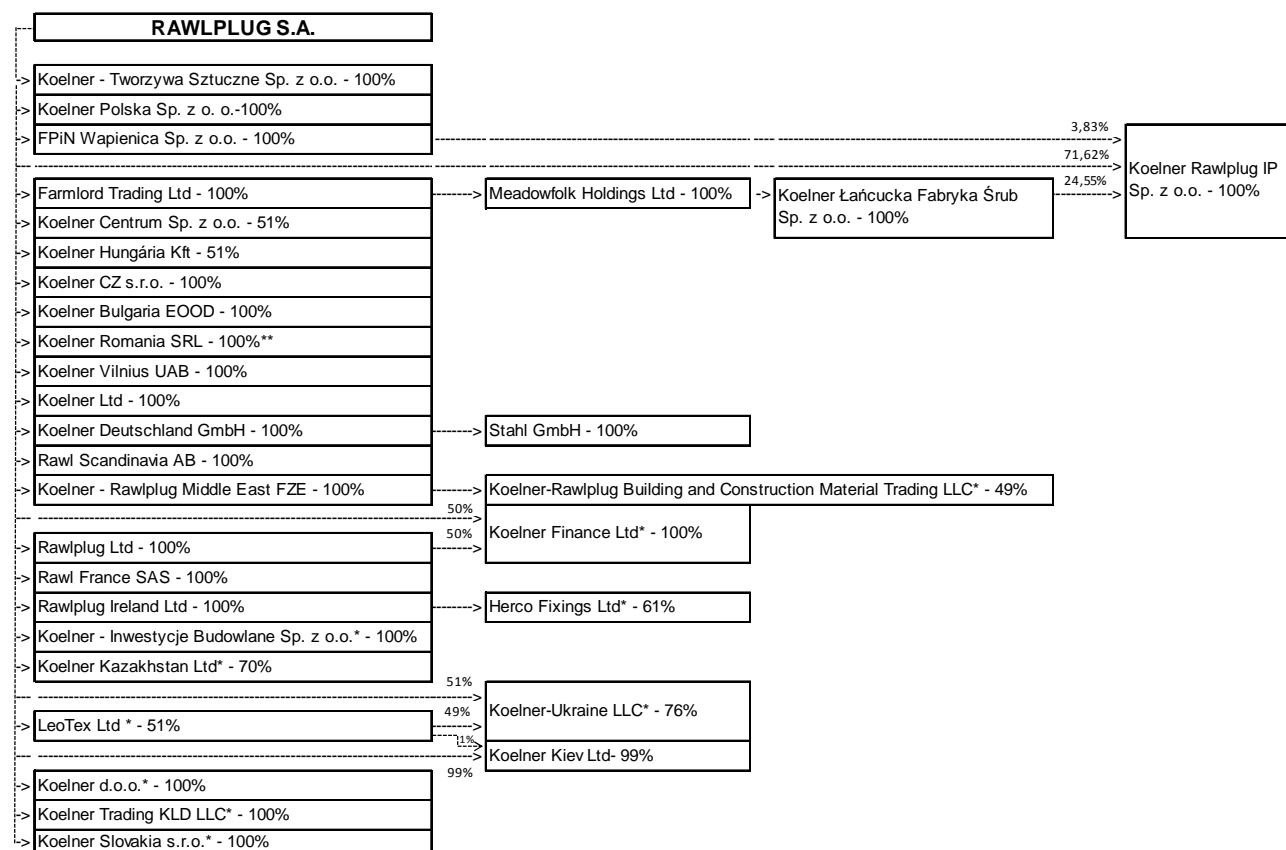 RAWLPLUG S.A.
Koelner - Tworzywa Sztuczne Sp. z o.o. - 100%
Koelner Polska Sp. z o. o.-100%
FPiN Wapienica Sp. z o.o. - 100%
3,83%
71,62%
Koelner Rawlplug IP
Sp. z o.o. - 100%
Farmlord Trading Ltd - 100%
Meadowfolk Holdings Ltd - 100%
Koelner Łańcucka Fabryka Śrub
Sp. z o.o. - 100%
24,55%
Koelner Centrum Sp. z o.o. - 51%
Koelner Hungária Kft - 51%
Koelner CZ s.r.o. - 100%
Koelner Bulgaria EOOD - 100%
Koelner Romania SRL - 100%**
Koelner Vilnius UAB - 100%
Koelner Ltd - 100%
Koelner Deutschland GmbH - 100%
Stahl GmbH - 100%
Rawl Scandinavia AB - 100%
Koelner - Rawlplug Middle East FZE - 100%
Koelner-Rawlplug Building and Construction Material Trading LLC* - 49%
50%
Koelner Finance Ltd* - 100%
50%
Rawlplug Ltd - 100%
Rawl France SAS - 100%
Rawlplug Ireland Ltd - 100%
Herco Fixings Ltd* - 61%
Koelner - Inwestycje Budowlane Sp. z o.o.* - 100%
Koelner Kazakhstan Ltd* - 70%
51%
Koelner-Ukraine LLC* - 76%
49%
LeoTex Ltd * - 51%
1%
Koelner Kiev Ltd- 99%
99%
Koelner d.o.o.* - 100%
Koelner Trading KLD LLC* - 100%
Koelner Slovakia s.r.o.* - 100%